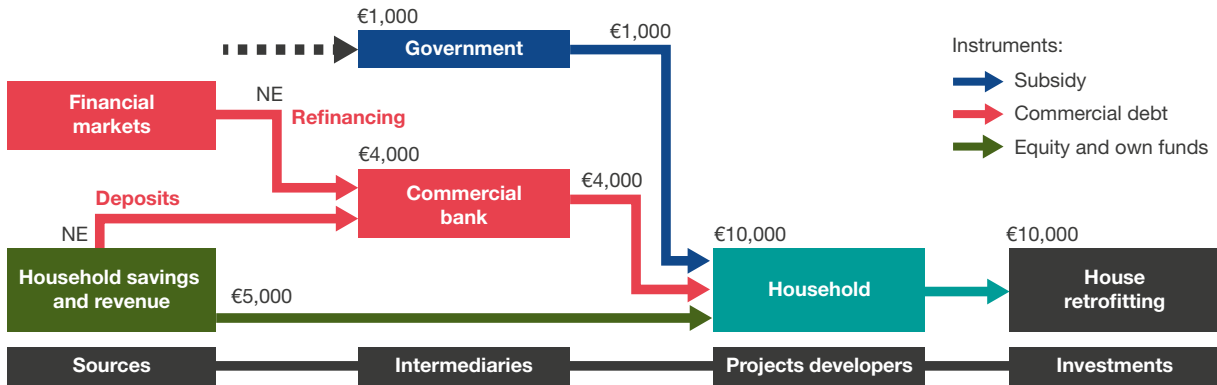 €1,000
Government
€1,000
Instruments:
Subsidy
Commercial debt
Equity and own funds
Financial
markets
NE
Refinancing
€4,000
Commercial
bank
€4,000
Deposits
NE
Household savings
and revenue
€5,000
€10,000
Household
€10,000
House
retrofitting
Sources
Intermediaries
Projects developers
Investments